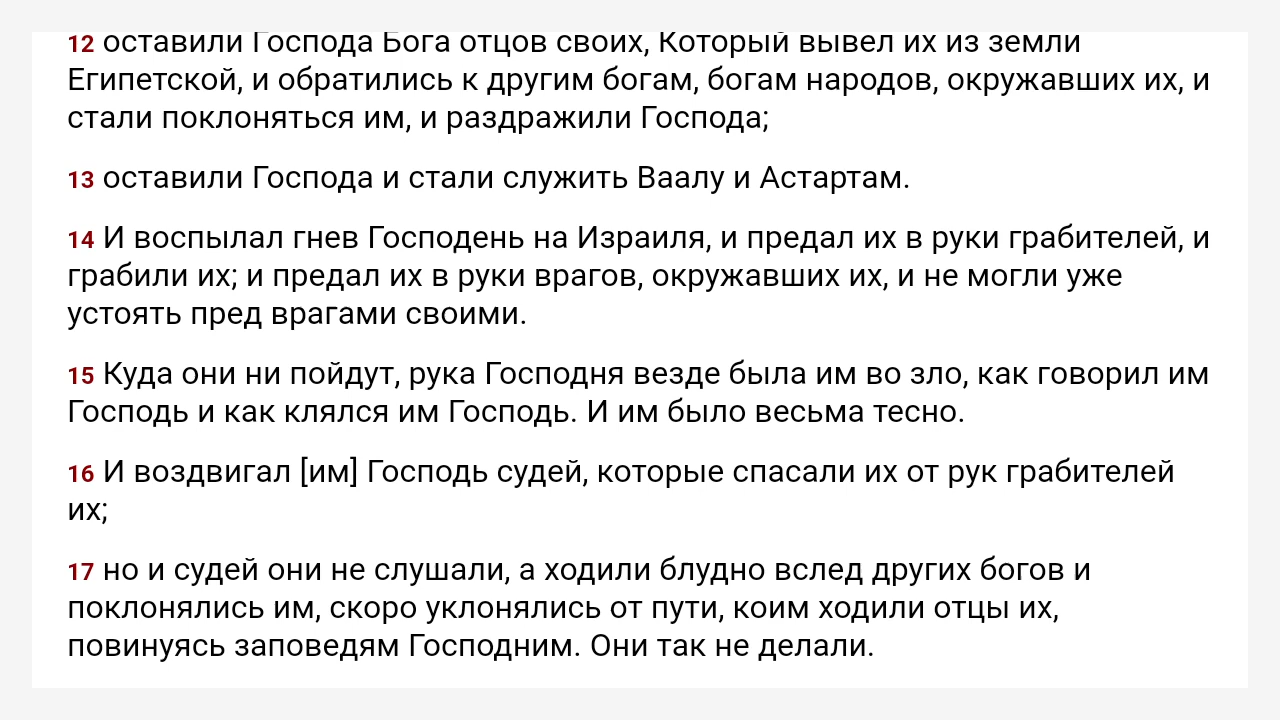 12 оставили Господа Бога отцов своих, Который вывел их из земли
Египетской, и обратились к другим богам, богам народов, окружавших их, и
стали поклоняться им, и раздражили Господа;
13 оставили Господа и стали служить Ваалу и Астартам.
14 И воспылал гнев Господень на Израиля, и предал их в руки грабителей, и
грабили их; и предал их в руки врагов, окружавших их, и не могли уже
устоять пред врагами своими.
15 Куда они ни пойдут, рука Господня везде была им во зло, как говорил им
Господь и как клялся им Господь. И им было весьма тесно.
16 И воздвигал [им] Господь судей, которые спасали их от рук грабителей
их;
17 но и судей они не слушали, а ходили блудно вслед других богов и
поклонялись им, скоро уклонялись от пути, коим ходили отцы их,
повинуясь заповедям Господним. Они так не делали.